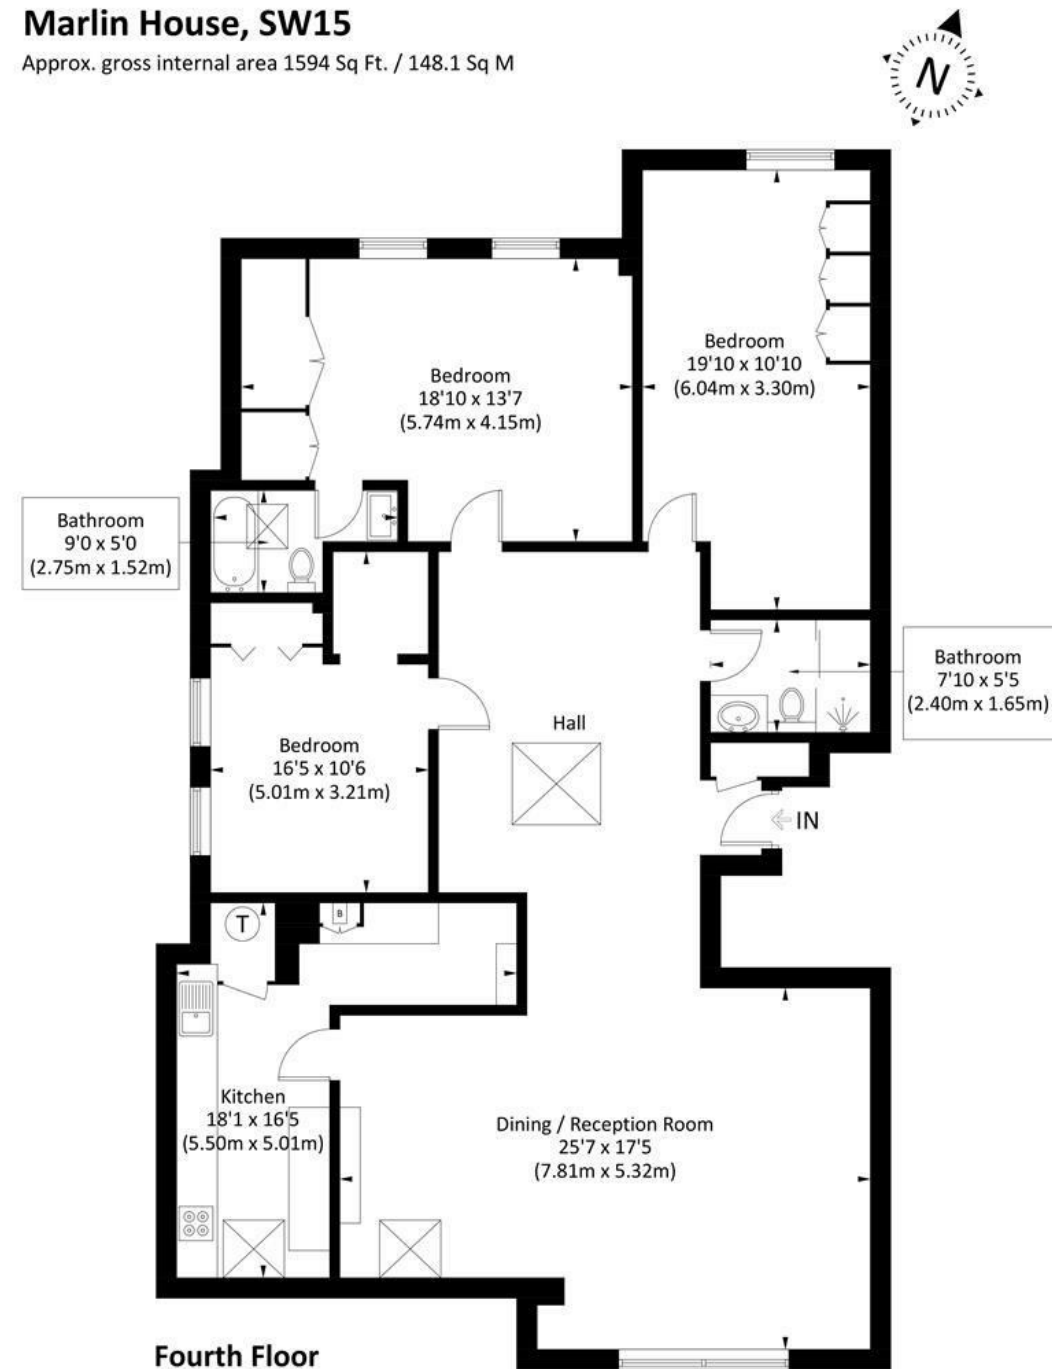 Marlin House, SW15
Approx. gross internal area 1594 Sq Ft. / 148.1 Sq M
N
Bedroom
19'10 x 10'10
(6.04m x 3.30m)
Bedroom
18'10 x 13'7
(5.74m x 4.15m)
Bathroom
9'0 x 5'0
(2.75m x 1.52m)
Bathroom
7'10 x 5'5
(2.40m x 1.65m)
Hall
Bedroom
16'5 x 10'6
(5.01m x 3.21m)
IN
T
B
Kitchen
18'1 x 16'5
(5.50m x 5.01m)
Dining / Reception Room
25'7 x 17'5
(7.81m x 5.32m)
Fourth Floor